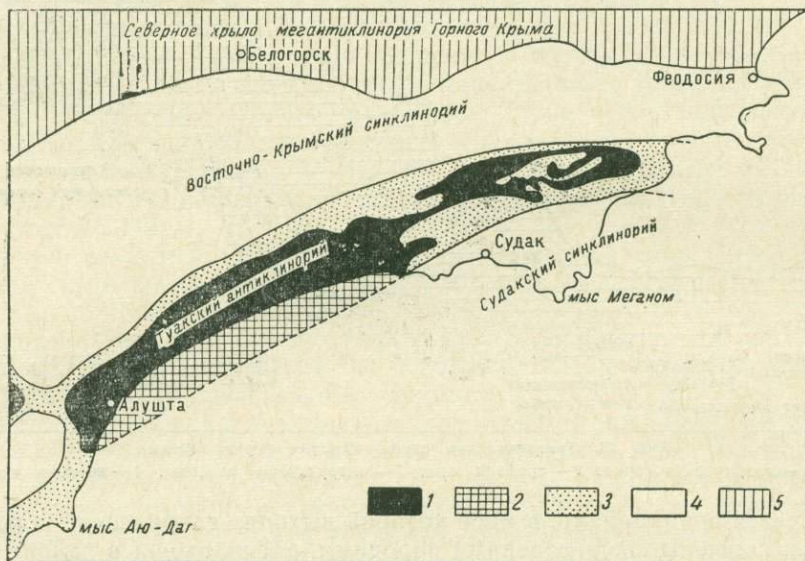 Северное крыло мегантиклинория Горного Крыма
Белогорск
Феодосия
Восточно-Крымский синклинорий
Судак
Судакский синклинорий
мыс Меганом
Туакский антиклинорий
Алушта
мыс Аю-Даг
1 2 3 4 5